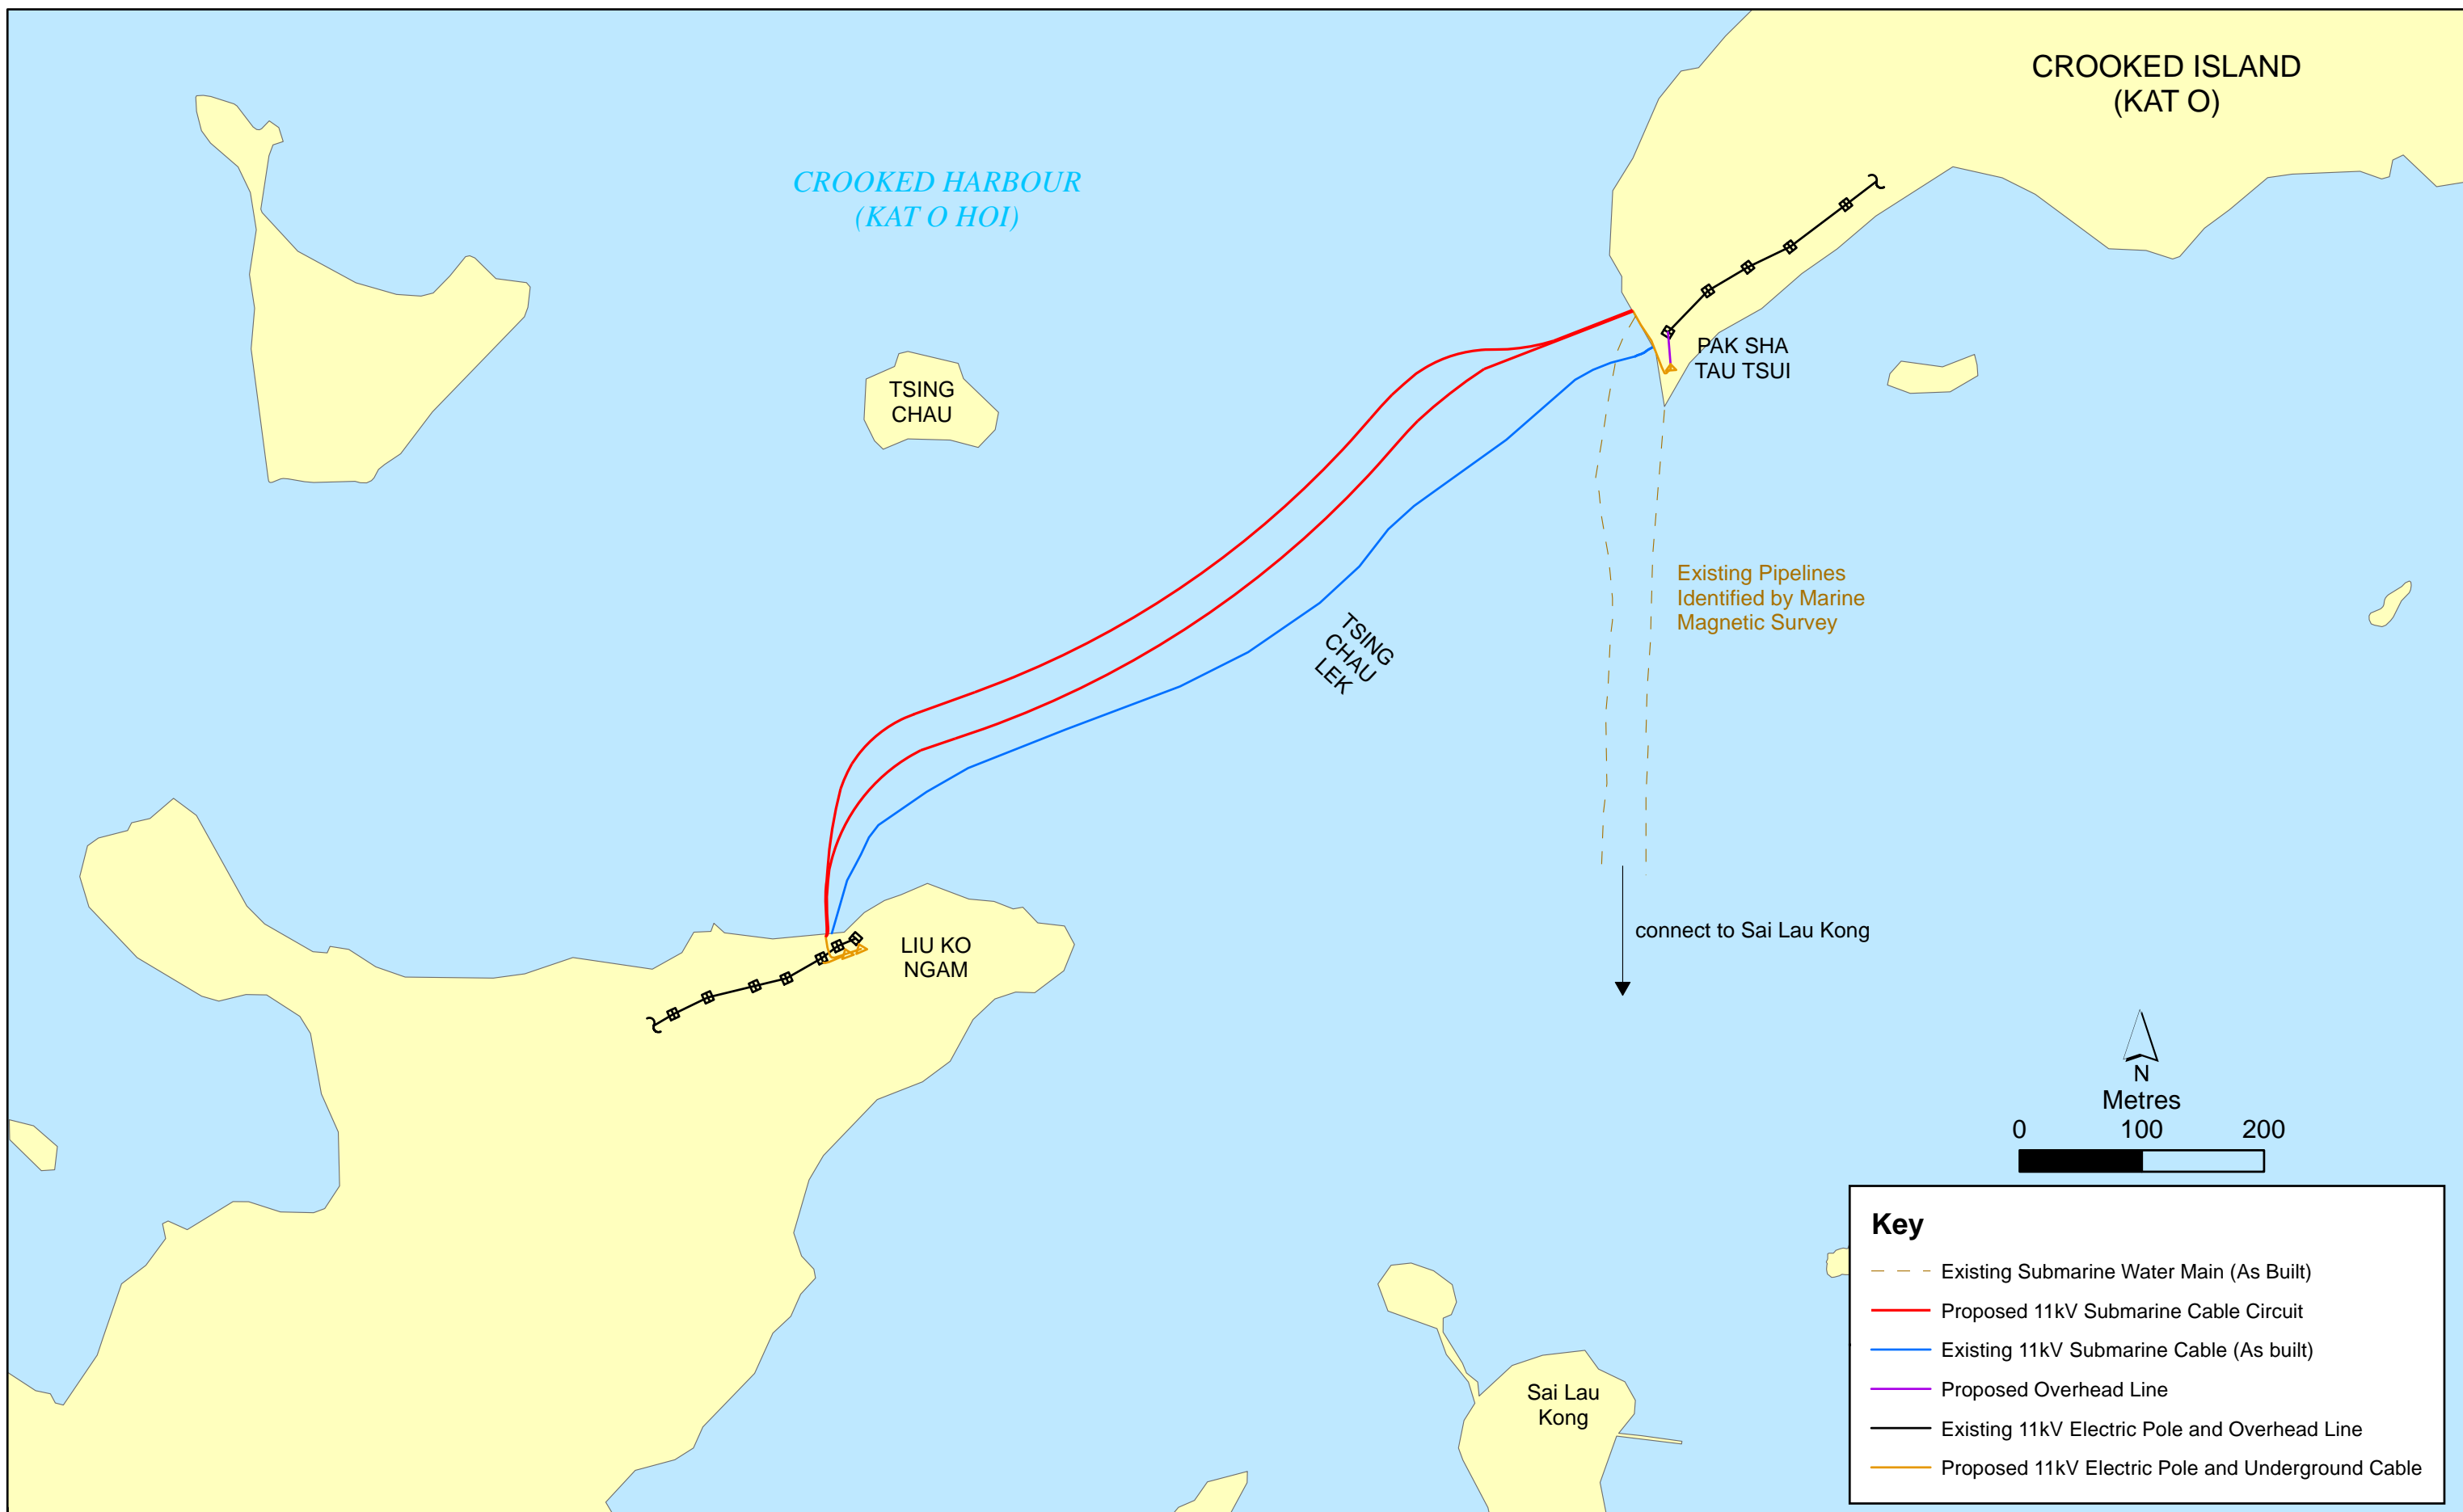 CROOKED ISLAND
(KAT O)
CROOKED HARBOUR
(KAT O HOI)
PAK SHA
TAU TSUI
TSING
CHAU
Existing Pipelines
Identified by Marine
Magnetic Survey
TSING
CHAU
LEK
connect to Sai Lau Kong
LIU KO
NGAM
N
Metres
0 100 200
Key
Existing Submarine Water Main (As Built)
Proposed 11kV Submarine Cable Circuit
Existing 11kV Submarine Cable (As built)
Proposed Overhead Line
Existing 11kV Electric Pole and Overhead Line
Proposed 11kV Electric Pole and Underground Cable
Sai Lau
Kong